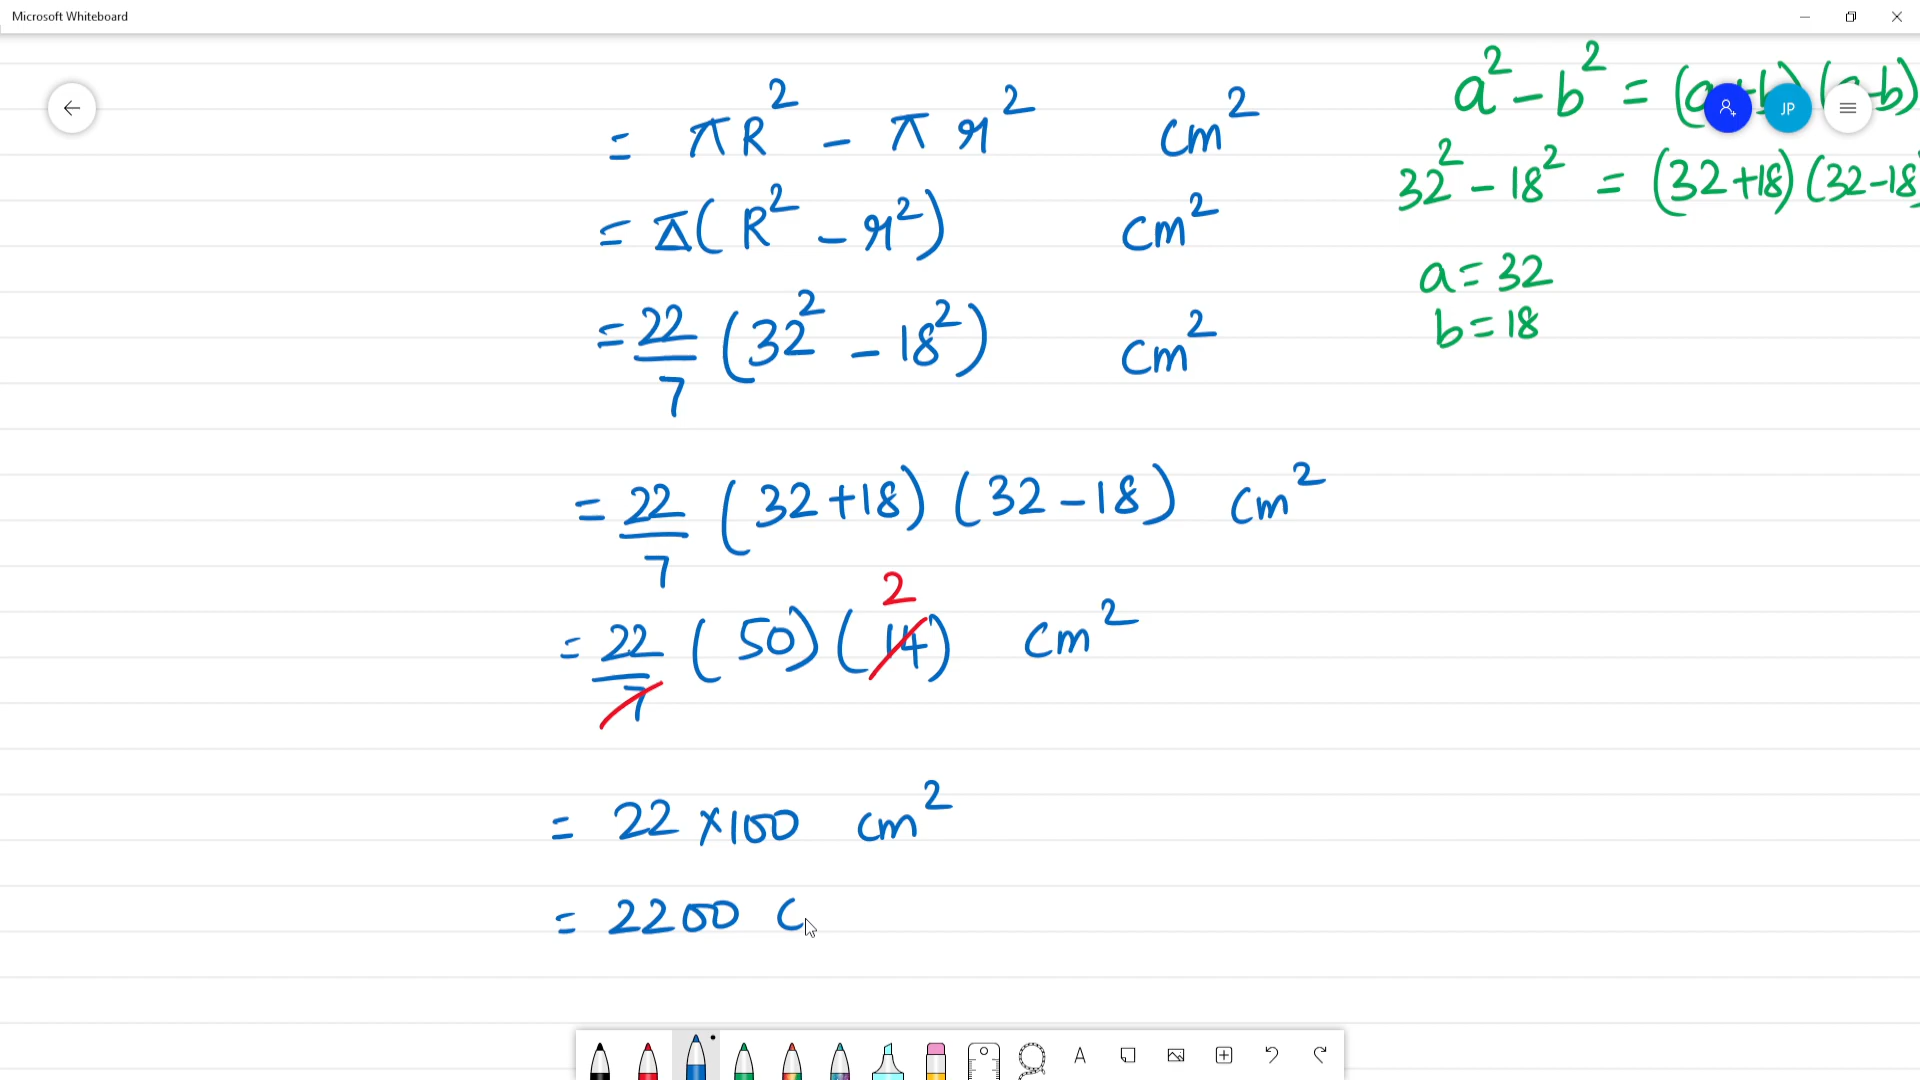 Microsoft Whiteboard
= πR² - πr² cm²
= π(R² - r²) cm²
= 22/7 (32² - 18²) cm²
= 22/7 (32+18) (32-18) cm²
2
= 22/7 (50) (14) cm²
= 22 ×100 cm²
= 2200 c
a² - b² = (a+b) (a-b)
32² - 18² = (32+18) (32-18
a = 32
b = 18
JP
A